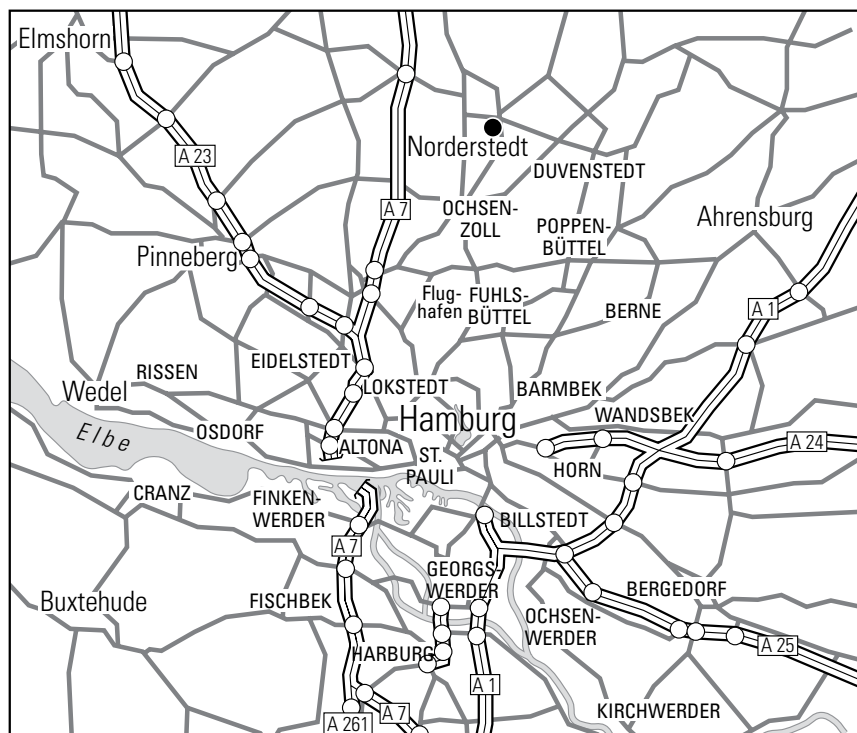 Elmshorn
Norderstedt
A 23
DUVENSTEDT
A 7
OCHSEN-
ZOLL
POPPEN-
BÜTTEL
Ahrensburg
Pinneberg
Flug-
hafen
FUHLS-
BÜTTEL
BERNE
A 1
EIDELSTEDT
RISSEN
Wedel
LOKSTEDT
BARMBEK
Hamburg
WANDSBEK
Elbe
OSDORF
ALTONA
ST.
PAULI
HORN
A 24
CRANZ
FINKEN-
WERDER
BILLSTEDT
A 7
GEORGS-
WERDER
BERGEDORF
Buxtehude
FISCHBEK
OCHSEN-
WERDER
HARBURG
A 25
A 1
KIRCHWERDER
A 7
A 261